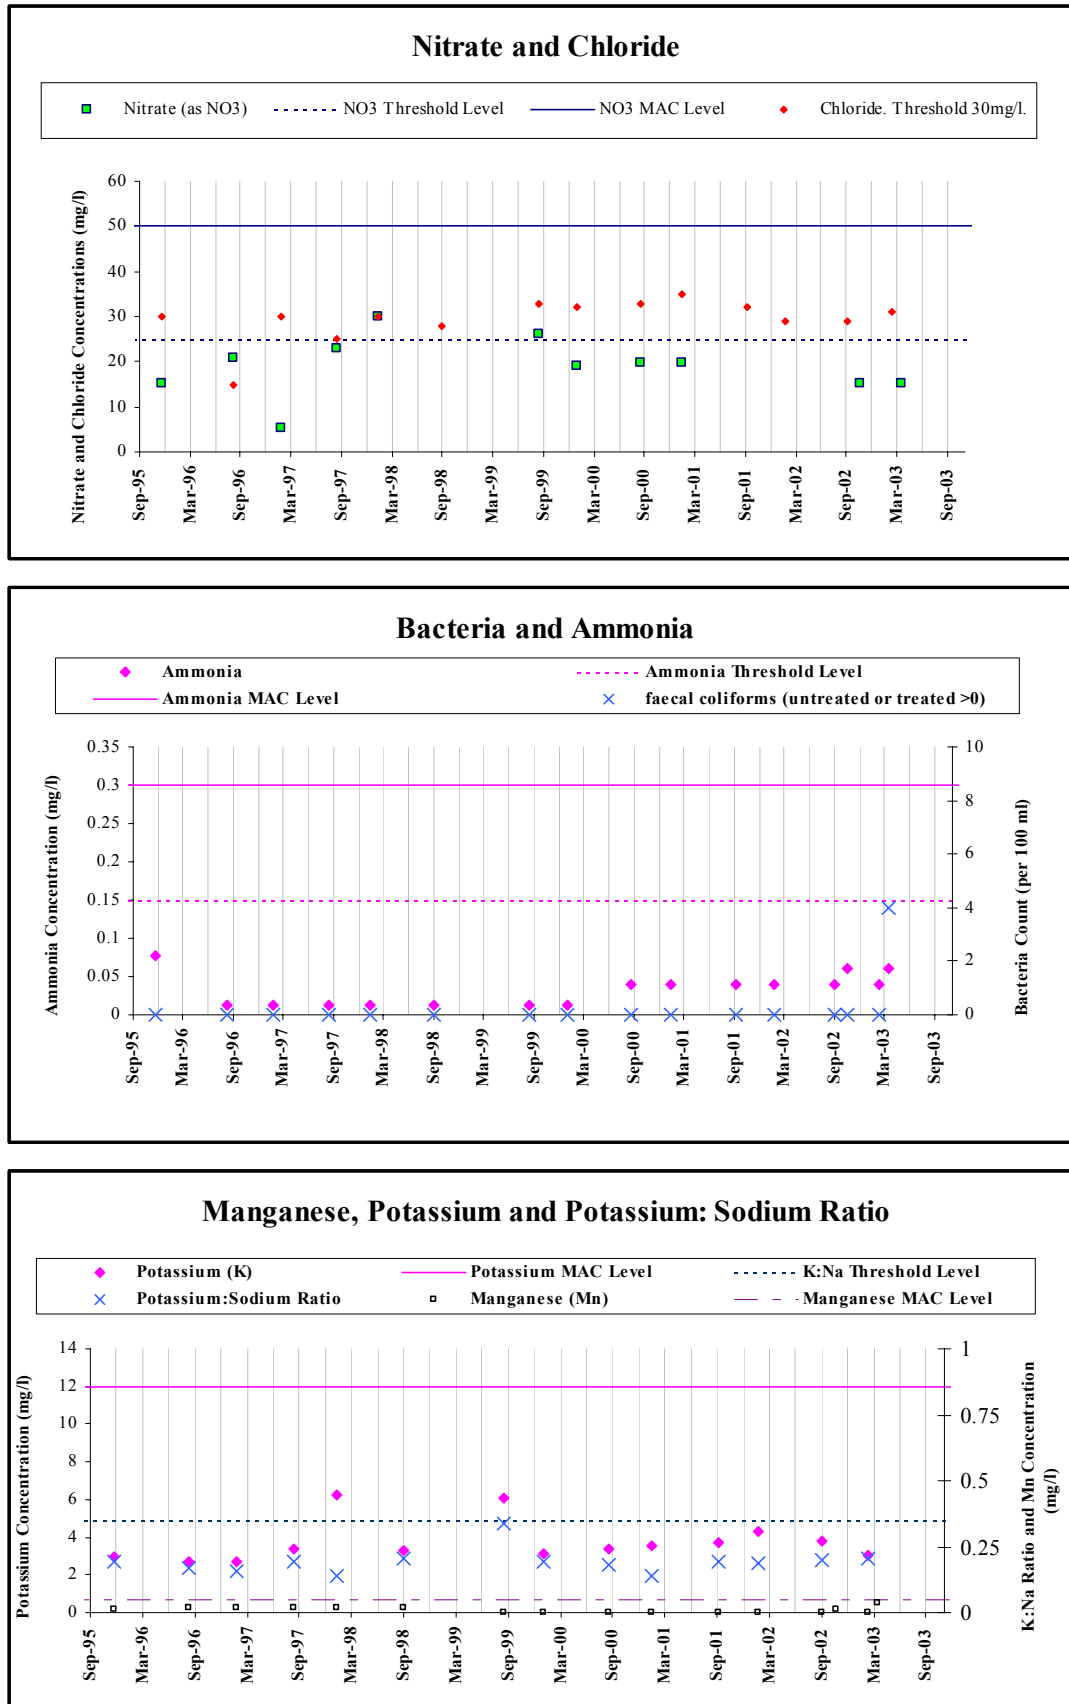 Nitrate and Chloride
Nitrate (as NO3) NO3 Threshold Level NO3 MAC Level Chloride. Threshold 30mg/l.
Nitrate and Chloride Concentrations (mg/l)
60
50
40
30
20
10
0
Sep-95 Mar-96 Sep-96 Mar-97 Sep-97 Mar-98 Sep-98 Mar-99 Sep-99 Mar-00 Sep-00 Mar-01 Sep-01 Mar-02 Sep-02 Mar-03 Sep-03
Bacteria and Ammonia
Ammonia Ammonia Threshold Level
Ammonia MAC Level faecal coliforms (untreated or treated >0)
Ammonia Concentration (mg/l)
0.35
0.3
0.25
0.2
0.15
0.1
0.05
0
10
8
6
4
2
0
Bacteria Count (per 100 ml)
Sep-95 Mar-96 Sep-96 Mar-97 Sep-97 Mar-98 Sep-98 Mar-99 Sep-99 Mar-00 Sep-00 Mar-01 Sep-01 Mar-02 Sep-02 Mar-03 Sep-03
Manganese, Potassium and Potassium: Sodium Ratio
Potassium (K) Potassium MAC Level K:Na Threshold Level
Potassium:Sodium Ratio Manganese (Mn) Manganese MAC Level
Potassium Concentration (mg/l)
14
12
10
8
6
4
2
0
1
0.75
0.5
0.25
0
K:Na Ratio and Mn Concentration
(mg/l)
Sep-95 Mar-96 Sep-96 Mar-97 Sep-97 Mar-98 Sep-98 Mar-99 Sep-99 Mar-00 Sep-00 Mar-01 Sep-01 Mar-02 Sep-02 Mar-03 Sep-03